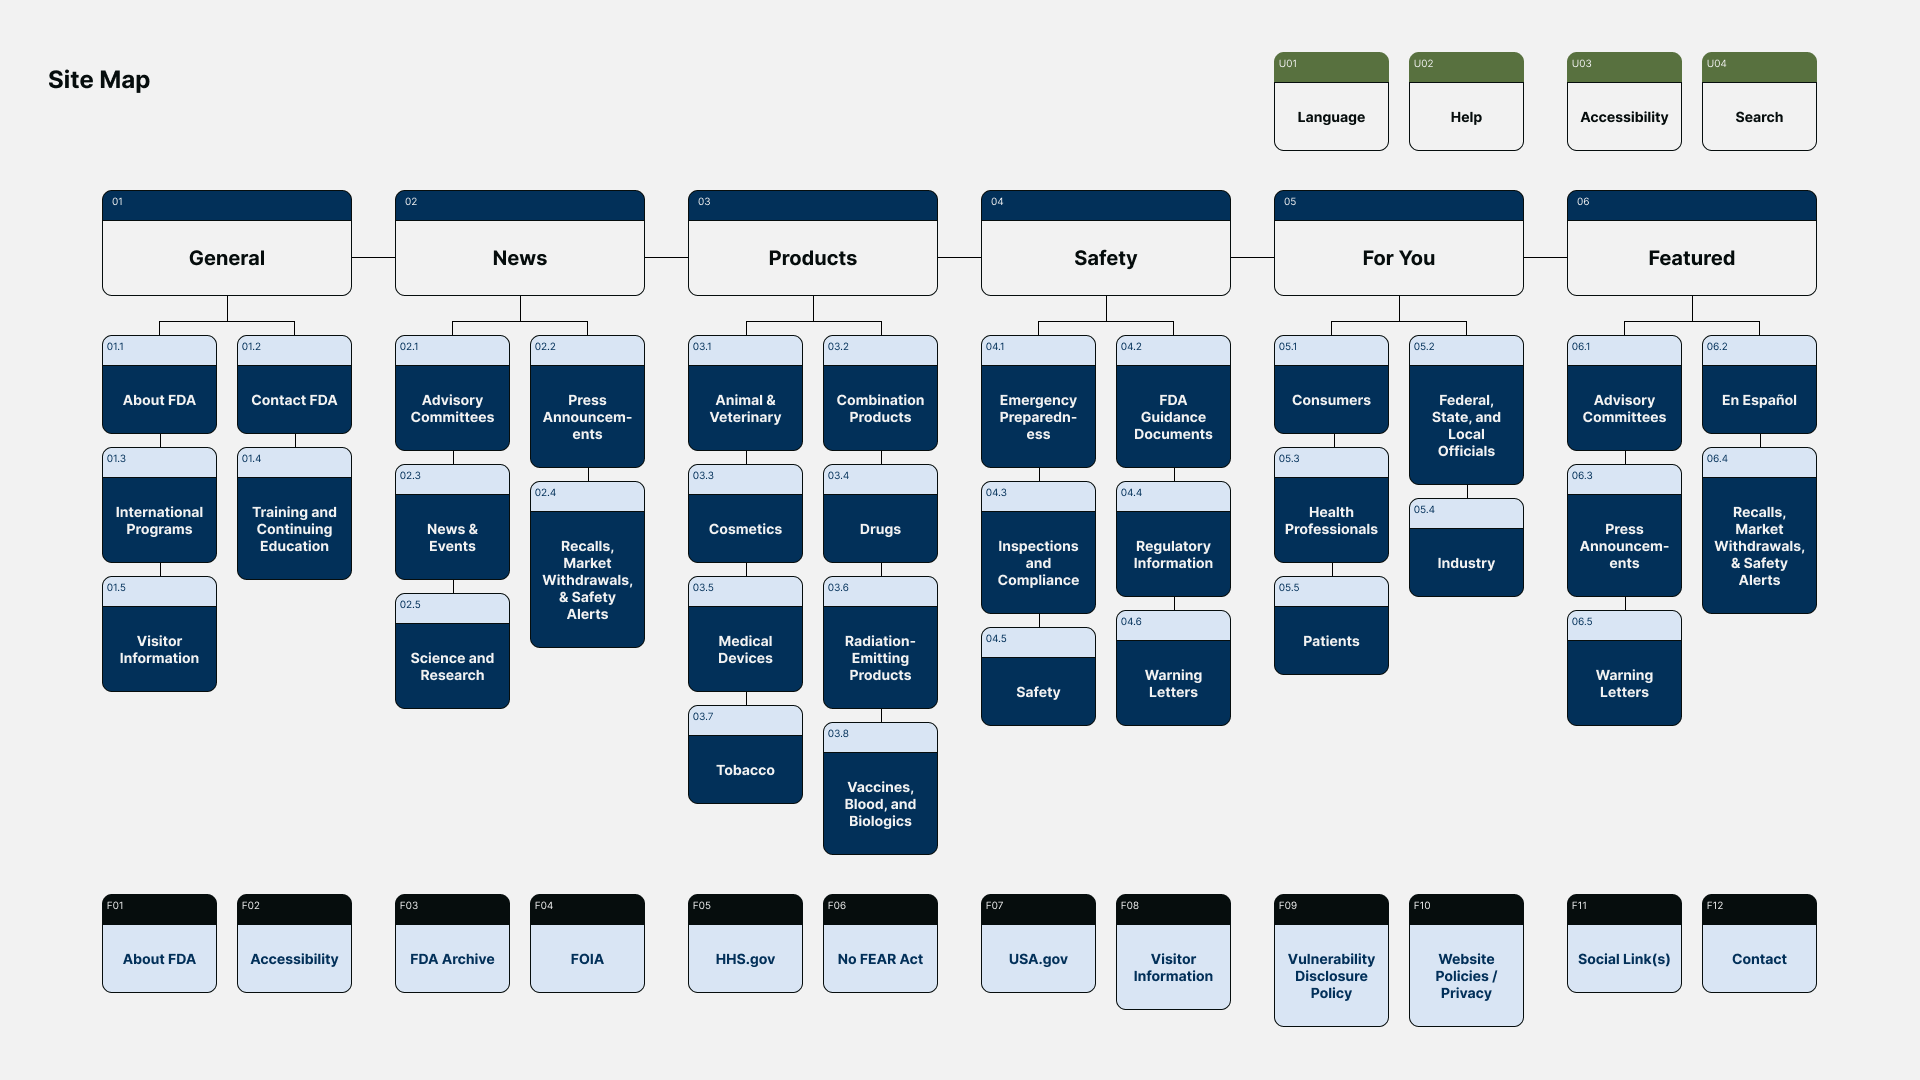 Site Map
U01
Language
U02
Help
U03
Accessibility
U04
Search
01
General
02
News
03
Products
04
Safety
05
For You
06
Featured
01.1
About FDA
01.2
Contact FDA
01.3
International
Programs
01.4
Training and
Continuing
Education
01.5
Visitor
Information
02.1
Advisory
Committees
02.2
Press
Announcem-
ents
02.3
News &
Events
02.4
Recalls,
Market
Withdrawals,
& Safety
Alerts
02.5
Science and
Research
03.1
Animal &
Veterinary
03.2
Combination
Products
03.3
Cosmetics
03.4
Drugs
03.5
Medical
Devices
03.6
Radiation-
Emitting
Products
03.7
Tobacco
03.8
Vaccines,
Blood, and
Biologics
04.1
Emergency
Preparedn-
ess
04.2
FDA
Guidance
Documents
04.3
Inspections
and
Compliance
04.4
Regulatory
Information
04.5
Safety
04.6
Warning
Letters
05.1
Consumers
05.2
Federal,
State, and
Local
Officials
05.3
Health
Professionals
05.4
Industry
05.5
Patients
06.1
Advisory
Committees
06.2
En Español
06.3
Press
Announcem-
ents
06.4
Recalls,
Market
Withdrawals,
& Safety
Alerts
06.5
Warning
Letters
F01
About FDA
F02
Accessibility
F03
FDA Archive
F04
FOIA
F05
HHS.gov
F06
No FEAR Act
F07
USA.gov
F08
Visitor
Information
F09
Vulnerability
Disclosure
Policy
F10
Website
Policies /
Privacy
F11
Social Link(s)
F12
Contact